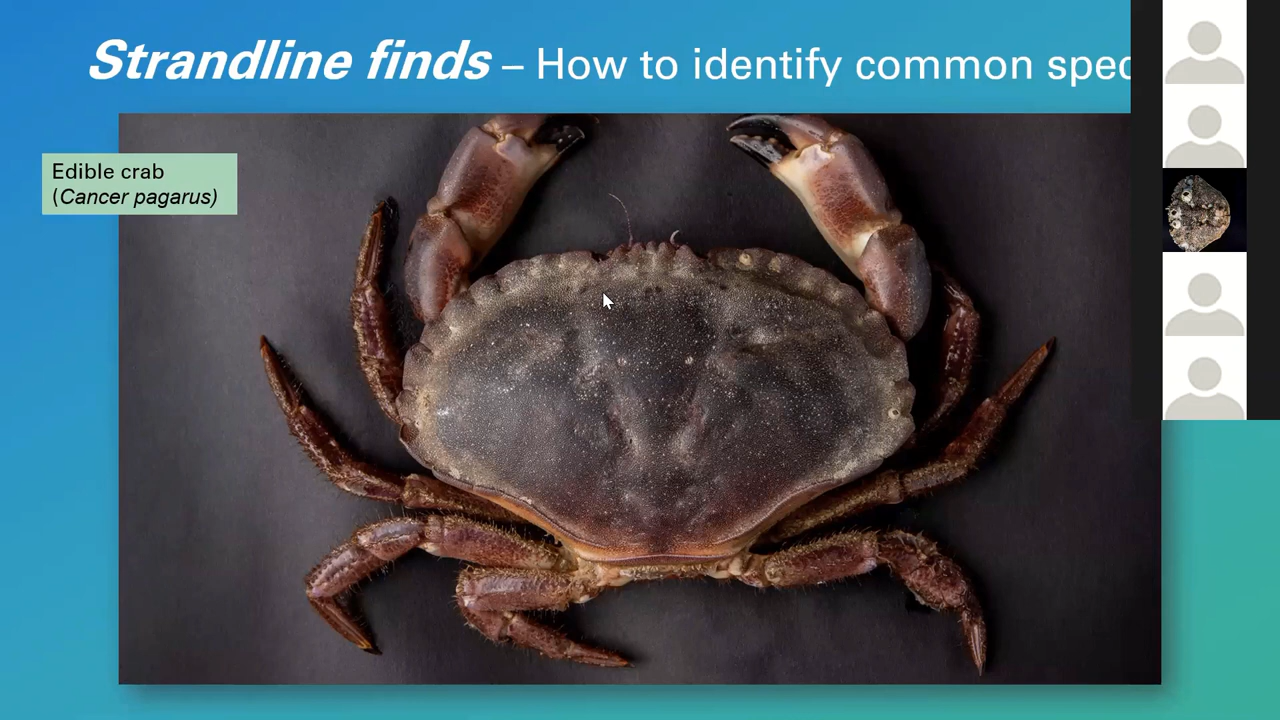 Strandline finds – How to identify common spec
Edible crab
(Cancer pagarus)